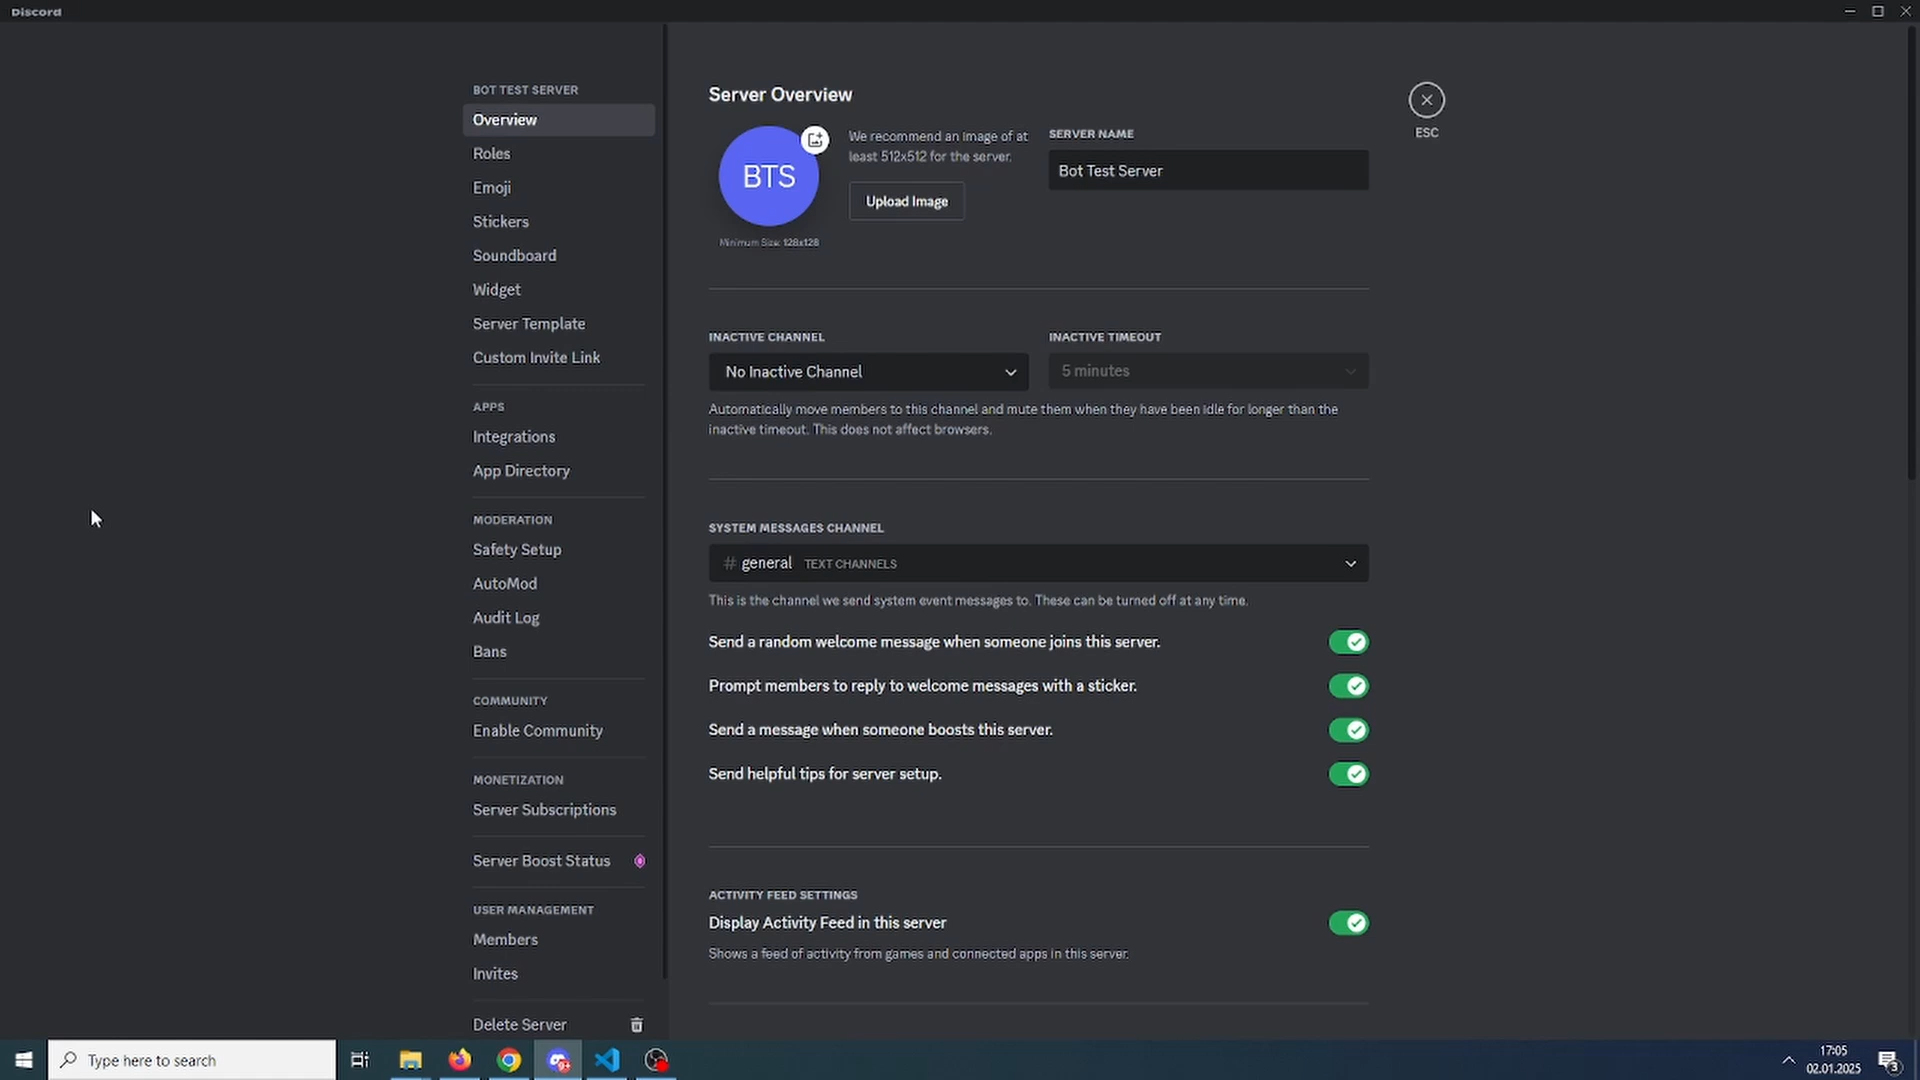 Discord
BOT TEST SERVER
Overview
Roles
Emoji
Stickers
Soundboard
Widget
Server Template
Custom Invite Link
APPS
Integrations
App Directory
MODERATION
Safety Setup
AutoMod
Audit Log
Bans
COMMUNITY
Enable Community
MONETIZATION
Server Subscriptions
Server Boost Status
USER MANAGEMENT
Members
Invites
Delete Server
Server Overview
BTS
Minimum Size: 128x128
We recommend an image of at
least 512x512 for the server.
Upload Image
SERVER NAME
Bot Test Server
ESC
INACTIVE CHANNEL
No Inactive Channel
INACTIVE TIMEOUT
5 minutes
Automatically move members to this channel and mute them when they have been idle for longer than the
inactive timeout. This does not affect browsers.
SYSTEM MESSAGES CHANNEL
# general TEXT CHANNELS
This is the channel we send system event messages to. These can be turned off at any time.
Send a random welcome message when someone joins this server.
Prompt members to reply to welcome messages with a sticker.
Send a message when someone boosts this server.
Send helpful tips for server setup.
ACTIVITY FEED SETTINGS
Display Activity Feed in this server
Shows a feed of activity from games and connected apps in this server.
Type here to search
9+
17:05
02.01.2025
3